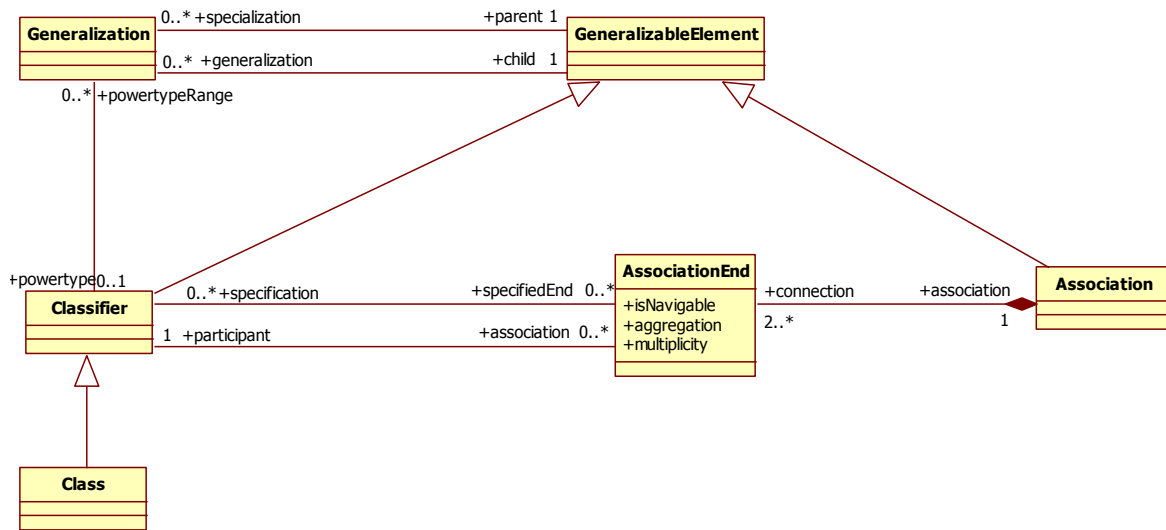 0..* +specialization +parent 1
Generalization GeneralizableElement
0..* +generalization +child 1
0..* +powertypeRange
+powertype 0..1
Classifier
0..* +specification +specifiedEnd 0..*
1 +participant +association 0..*
AssociationEnd
+isNavigable
+aggregation
+multiplicity
+connection +association
2..* 1
Association
Class